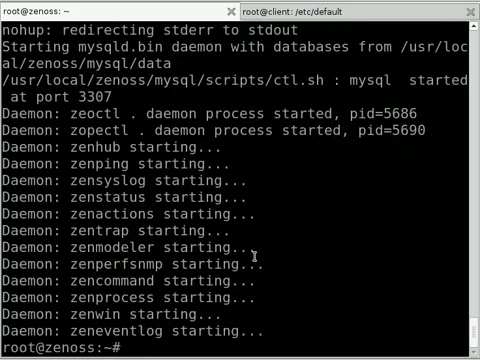 root@zenoss: ~
root@client: /etc/default
nohup: redirecting stderr to stdout
Starting mysqld.bin daemon with databases from /usr/loc
al/zenoss/mysql/data
/usr/local/zenoss/mysql/scripts/ctl.sh : mysql  started
 at port 3307
Daemon: zeoctl . daemon process started, pid=5686
Daemon: zopectl . daemon process started, pid=5690
Daemon: zenhub starting...
Daemon: zenping starting...
Daemon: zensyslog starting...
Daemon: zenstatus starting...
Daemon: zenactions starting...
Daemon: zentrap starting...
Daemon: zenmodeler starting...
Daemon: zenperfsnmp starting...
Daemon: zencommand starting...
Daemon: zenprocess starting...
Daemon: zenwin starting...
Daemon: zeneventlog starting...
root@zenoss:~#